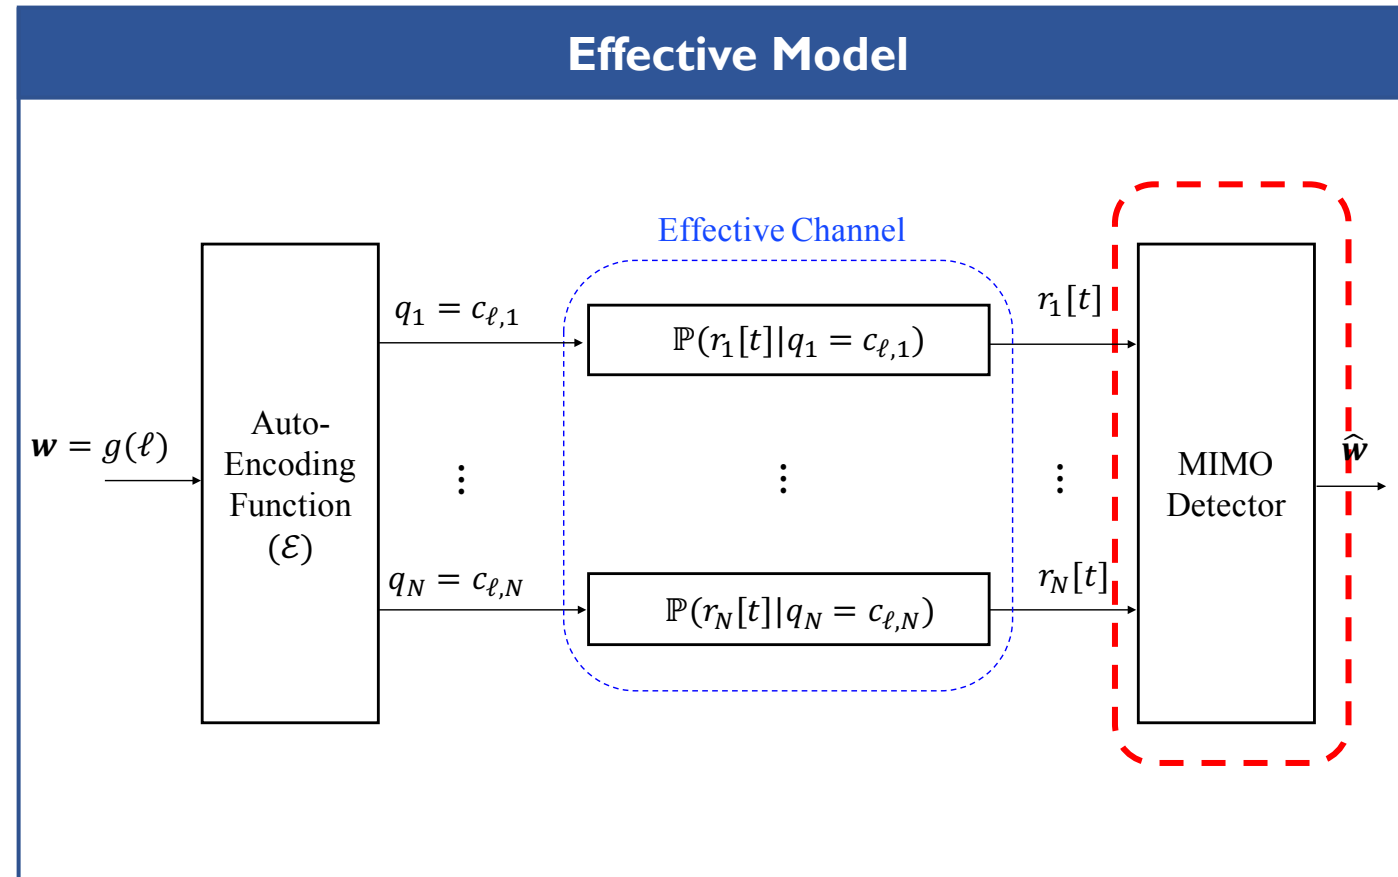 Effective Model
Effective Channel
q₁ = c_{ℓ,1}
ℙ(r₁[t]|q₁ = c_{ℓ,1})
r₁[t]
𝒘 = g(ℓ)
Auto-
Encoding
Function
(ℰ)
⋮
⋮
⋮
MIMO
Detector
𝒘̂
q_N = c_{ℓ,N}
ℙ(r_N[t]|q_N = c_{ℓ,N})
r_N[t]